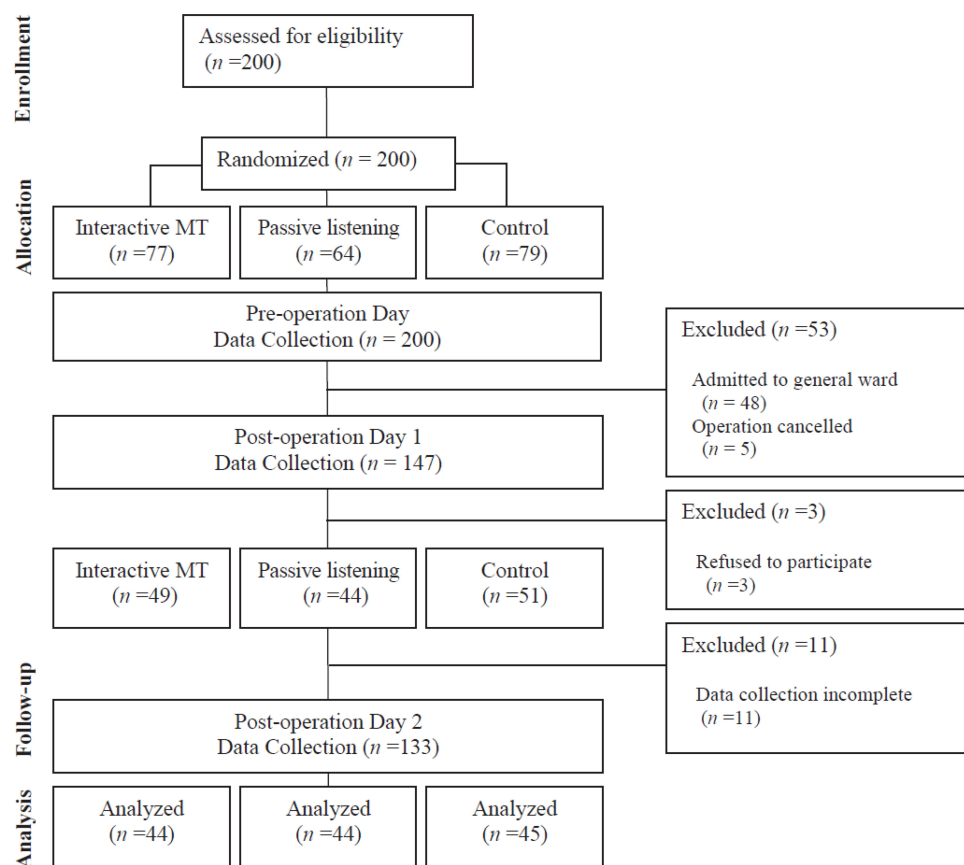 Enrollment
Assessed for eligibility
(n =200)
Randomized (n = 200)
Allocation
Interactive MT
(n =77)
Passive listening
(n =64)
Control
(n =79)
Pre-operation Day
Data Collection (n = 200)
Excluded (n =53)
Admitted to general ward
(n = 48)
Operation cancelled
(n = 5)
Post-operation Day 1
Data Collection (n = 147)
Excluded (n =3)
Refused to participate
(n =3)
Interactive MT
(n =49)
Passive listening
(n =44)
Control
(n =51)
Excluded (n =11)
Data collection incomplete
(n =11)
Follow-up
Post-operation Day 2
Data Collection (n =133)
Analysis
Analyzed
(n =44)
Analyzed
(n =44)
Analyzed
(n =45)